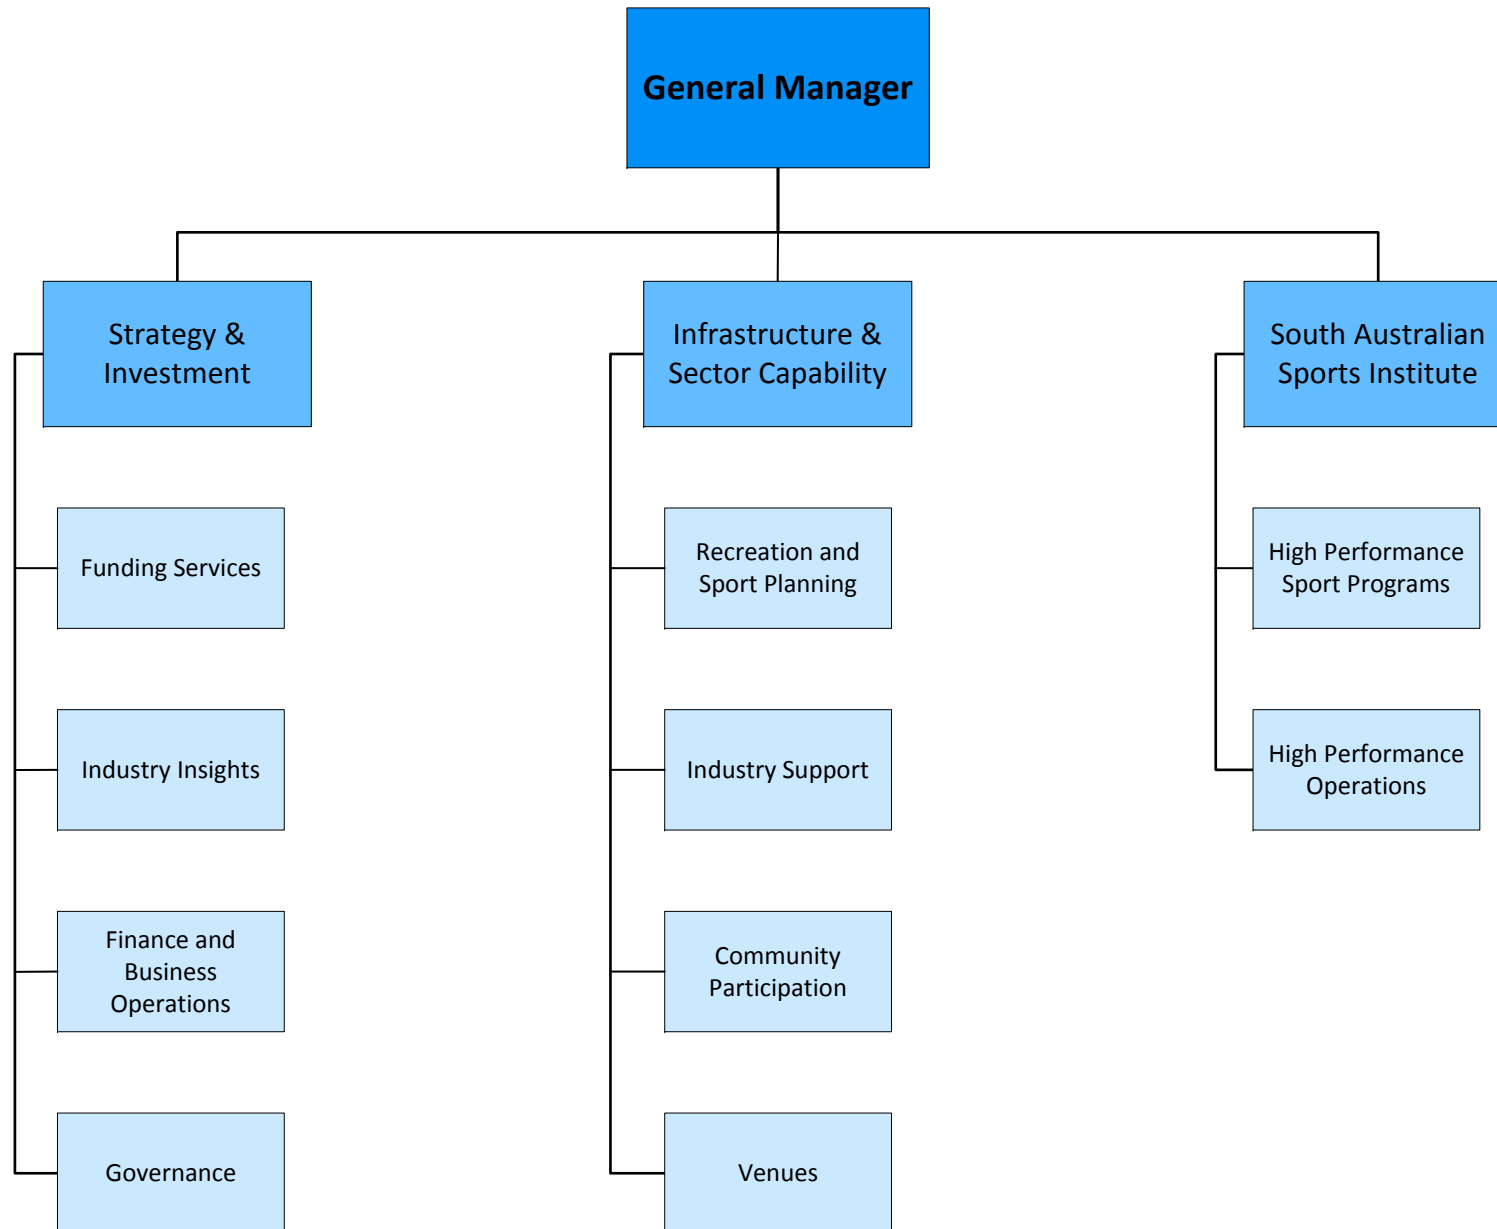 General Manager
Strategy &
Investment
Infrastructure &
Sector Capability
South Australian
Sports Institute
Funding Services
Recreation and
Sport Planning
High Performance
Sport Programs
Industry Insights
Industry Support
High Performance
Operations
Finance and
Business
Operations
Community
Participation
Governance
Venues